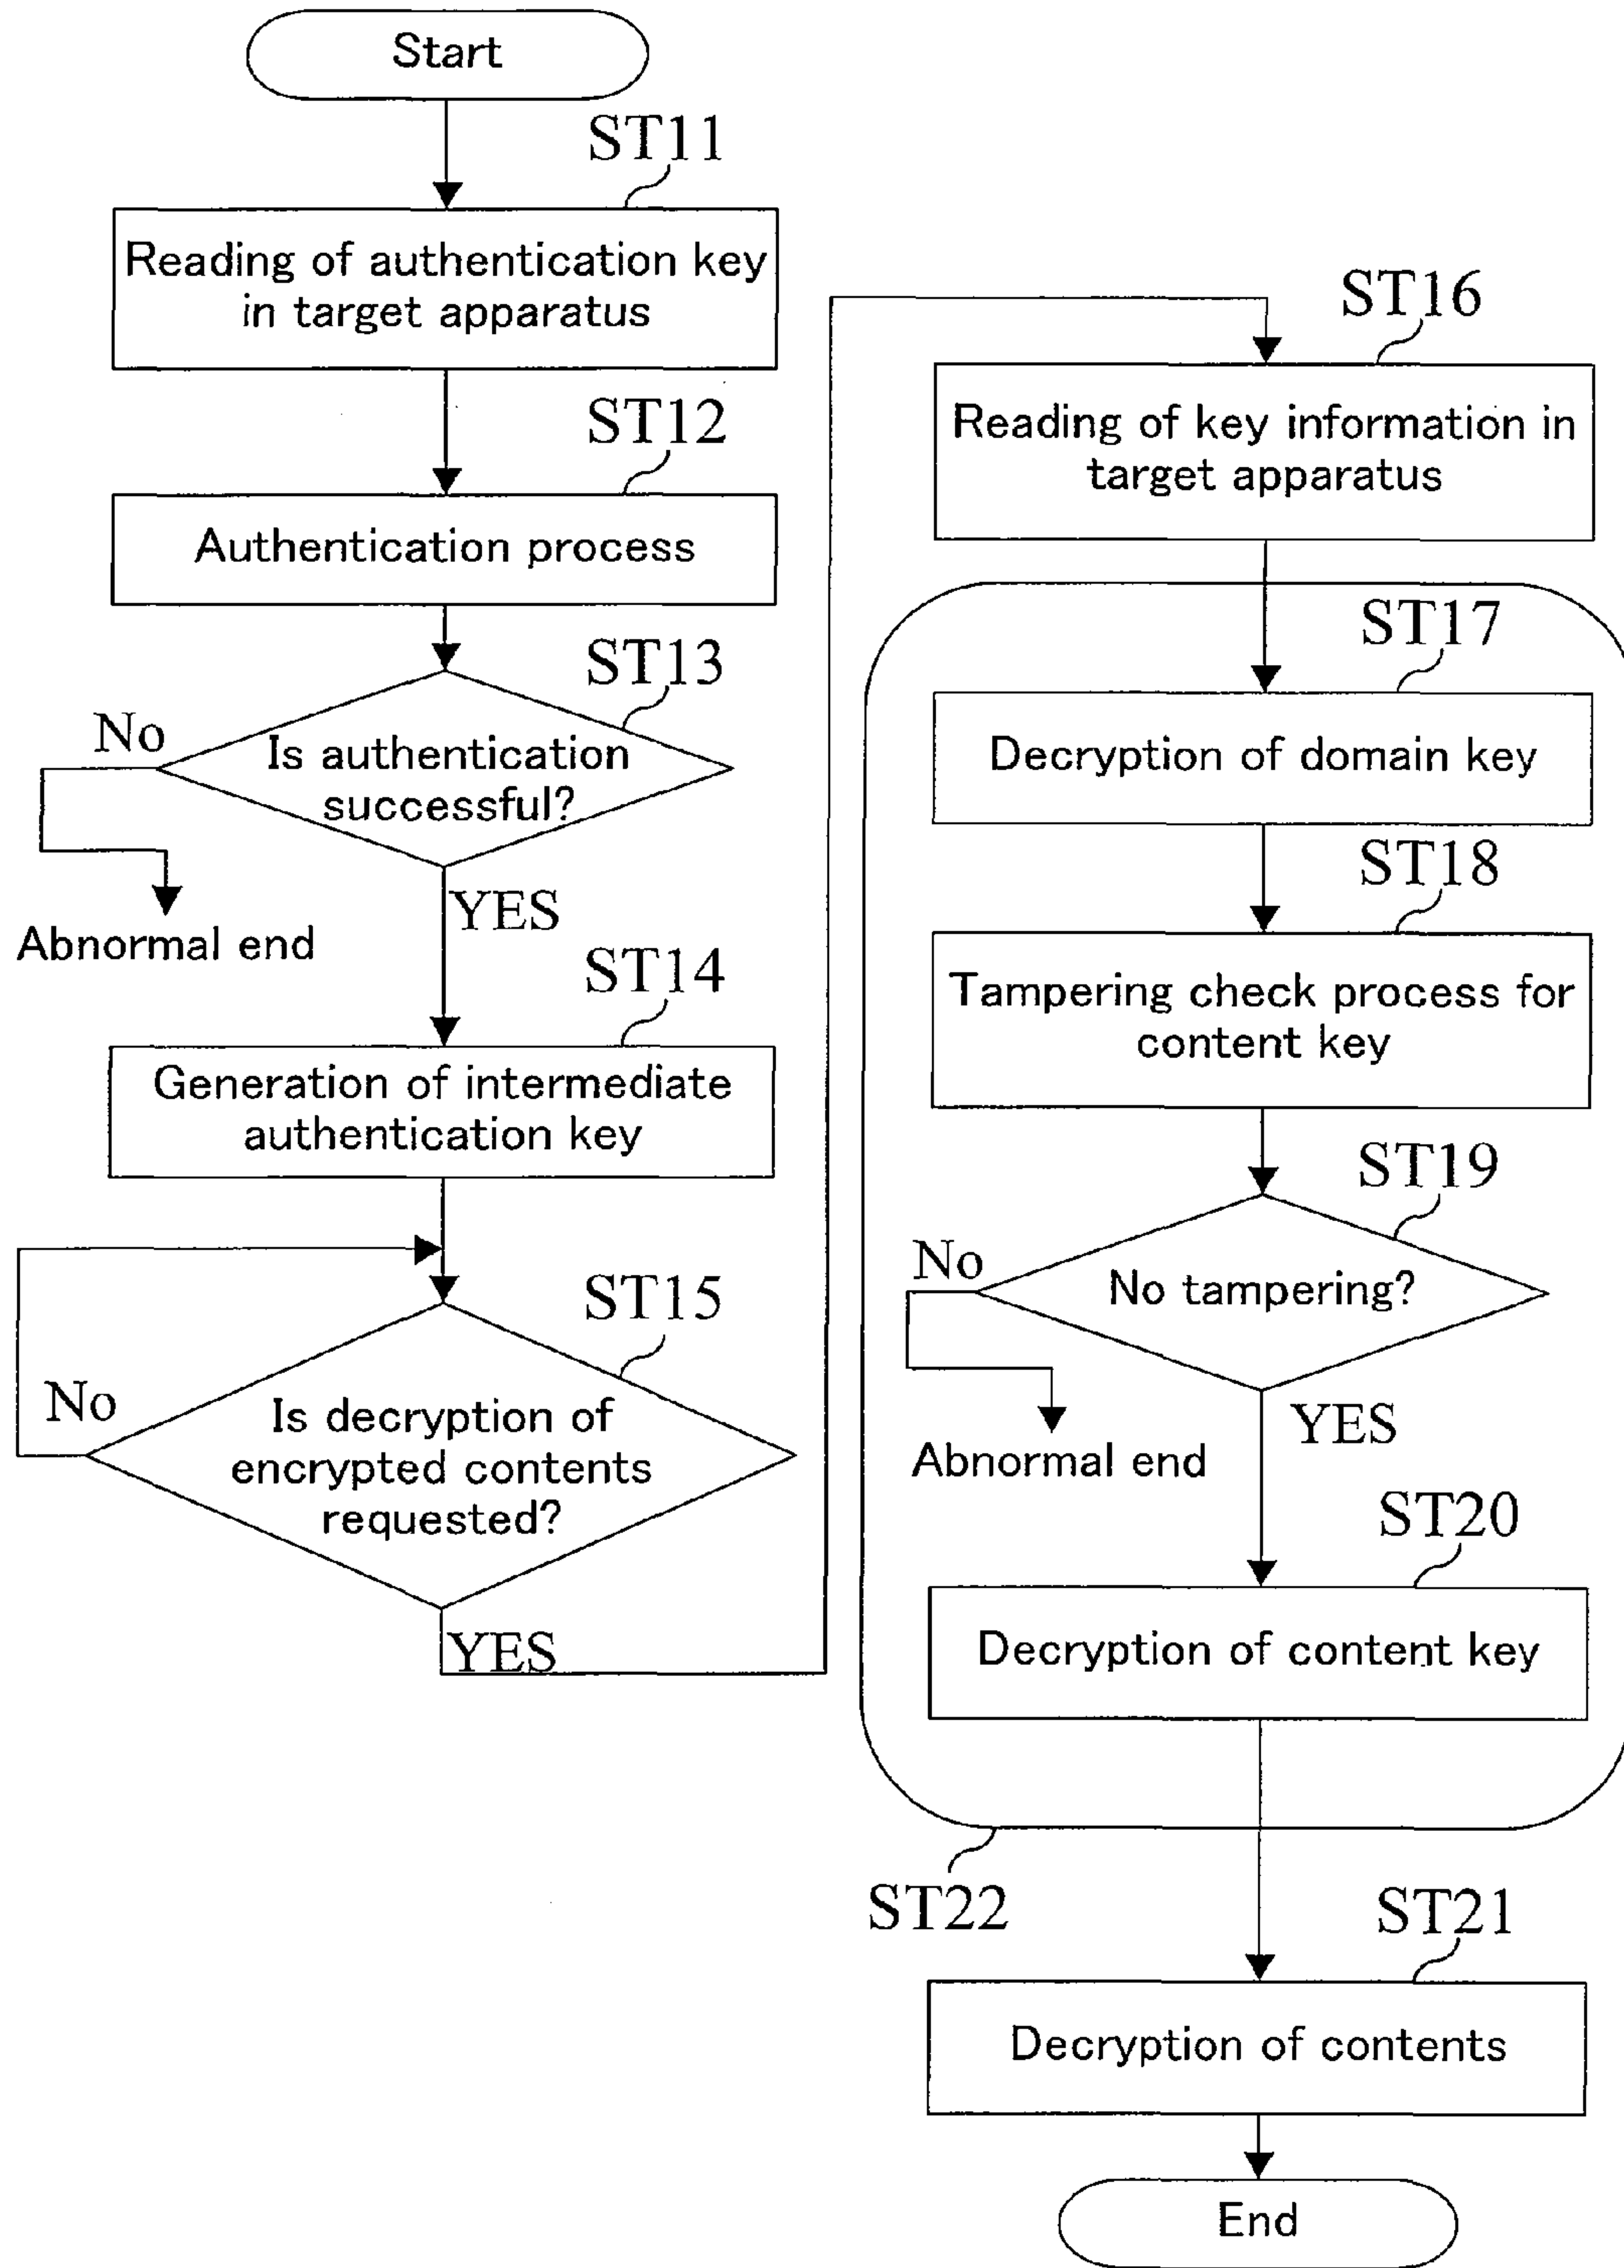 Start
ST11
Reading of authentication key
in target apparatus
ST12
Authentication process
ST13
No
Is authentication
successful?
Abnormal end
YES
ST14
Generation of intermediate
authentication key
ST15
No
Is decryption of
encrypted contents
requested?
YES
ST16
Reading of key information in
target apparatus
ST17
Decryption of domain key
ST18
Tampering check process for
content key
ST19
No
No tampering?
Abnormal end
YES
ST20
Decryption of content key
ST22
ST21
Decryption of contents
End